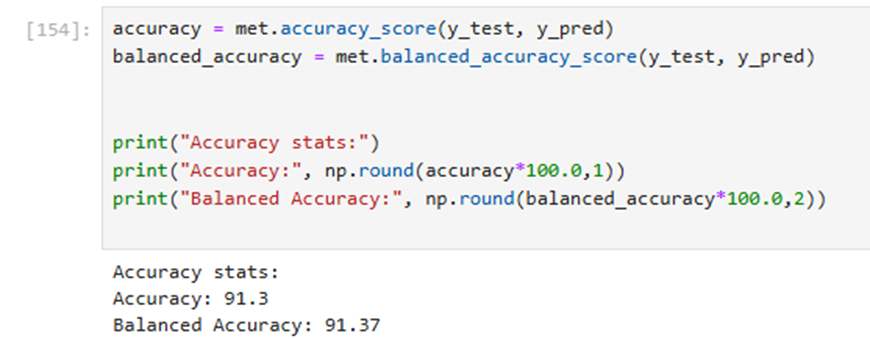 [154]: accuracy = met.accuracy_score(y_test, y_pred)
balanced_accuracy = met.balanced_accuracy_score(y_test, y_pred)
print("Accuracy stats:")
print("Accuracy:", np.round(accuracy*100.0,1))
print("Balanced Accuracy:", np.round(balanced_accuracy*100.0,2))
Accuracy stats:
Accuracy: 91.3
Balanced Accuracy: 91.37